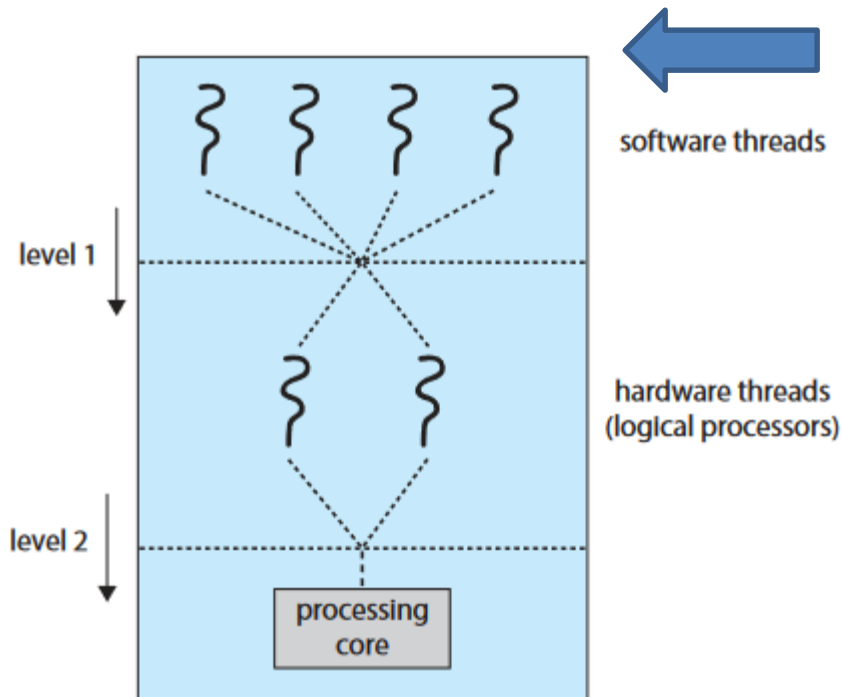 software threads
level 1
hardware threads
(logical processors)
level 2
processing
core